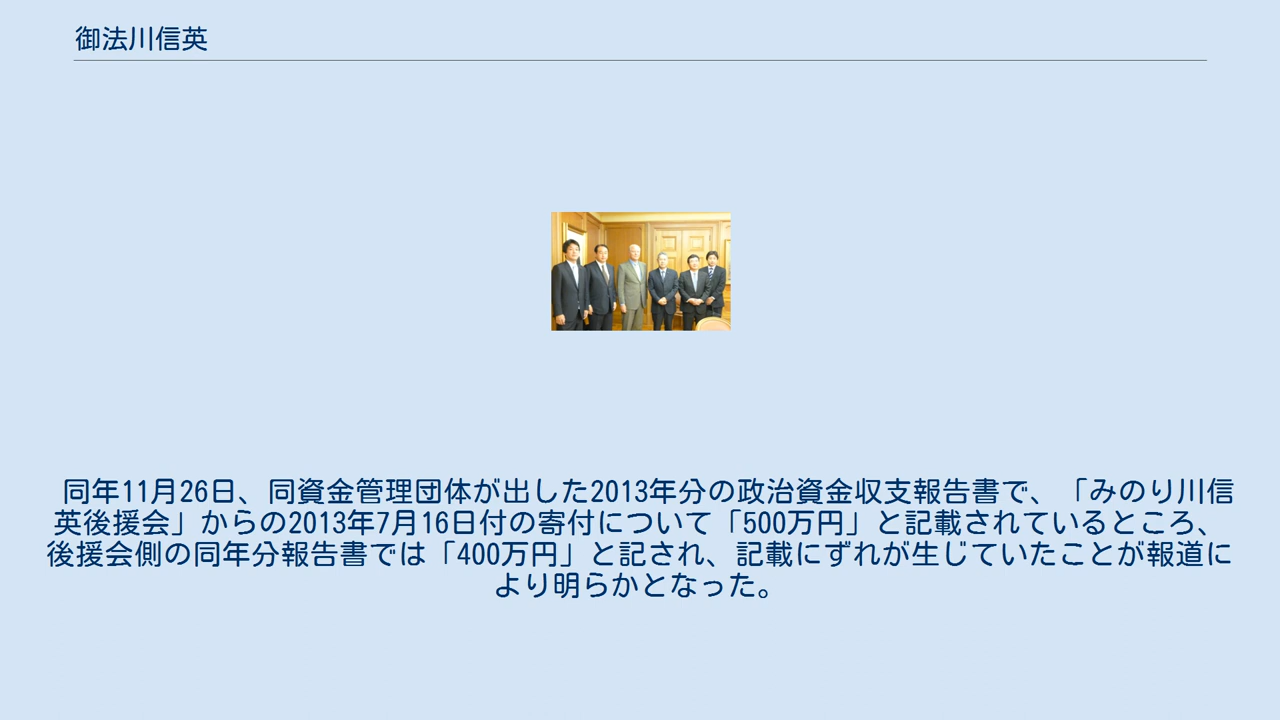 御法川信英
同年11月26日、同資金管理団体が出した2013年分の政治資金収支報告書で、「みのり川信
英後援会」からの2013年7月16日付の寄付について「500万円」と記載されているところ、
後援会側の同年分報告書では「400万円」と記され、記載にずれが生じていたことが報道に
より明らかとなった。